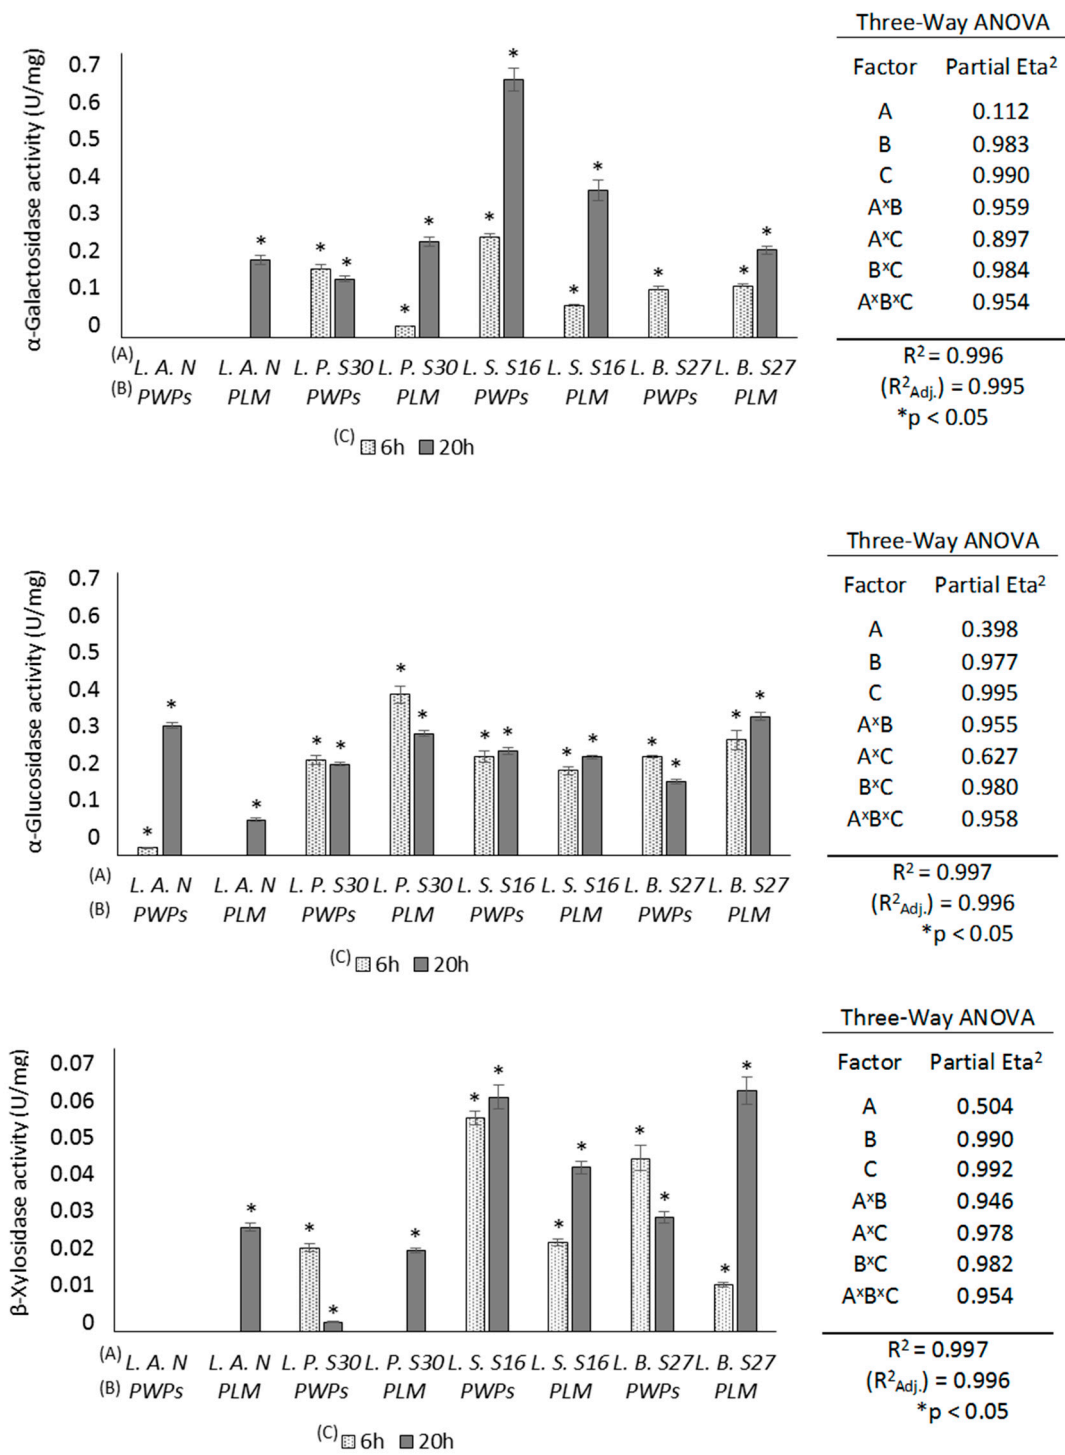 Three-Way ANOVA
Factor Partial Eta²
A 0.112
B 0.983
C 0.990
AˣB 0.959
AˣC 0.897
BˣC 0.984
AˣBˣC 0.954
R² = 0.996
(R²Adj.) = 0.995
*p < 0.05
α-Galactosidase activity (U/mg)
0.7
0.6
0.5
0.4
0.3
0.2
0.1
0
* * * * * * * * * * * *
(A) L. A. N L. A. N L. P. S30 L. P. S30 L. S. S16 L. S. S16 L. B. S27 L. B. S27
(B) PWPs PLM PWPs PLM PWPs PLM PWPs PLM
(C) 6h 20h
Three-Way ANOVA
Factor Partial Eta²
A 0.398
B 0.977
C 0.995
AˣB 0.955
AˣC 0.627
BˣC 0.980
AˣBˣC 0.958
R² = 0.997
(R²Adj.) = 0.996
*p < 0.05
α-Glucosidase activity (U/mg)
0.7
0.6
0.5
0.4
0.3
0.2
0.1
0
* * * * * * * * * * * * * * *
(A) L. A. N L. A. N L. P. S30 L. P. S30 L. S. S16 L. S. S16 L. B. S27 L. B. S27
(B) PWPs PLM PWPs PLM PWPs PLM PWPs PLM
(C) 6h 20h
Three-Way ANOVA
Factor Partial Eta²
A 0.504
B 0.990
C 0.992
AˣB 0.946
AˣC 0.978
BˣC 0.982
AˣBˣC 0.954
R² = 0.997
(R²Adj.) = 0.996
*p < 0.05
β-Xylosidase activity (U/mg)
0.07
0.06
0.05
0.04
0.03
0.02
0.01
0
* * * * * * * * * * * *
(A) L. A. N L. A. N L. P. S30 L. P. S30 L. S. S16 L. S. S16 L. B. S27 L. B. S27
(B) PWPs PLM PWPs PLM PWPs PLM PWPs PLM
(C) 6h 20h